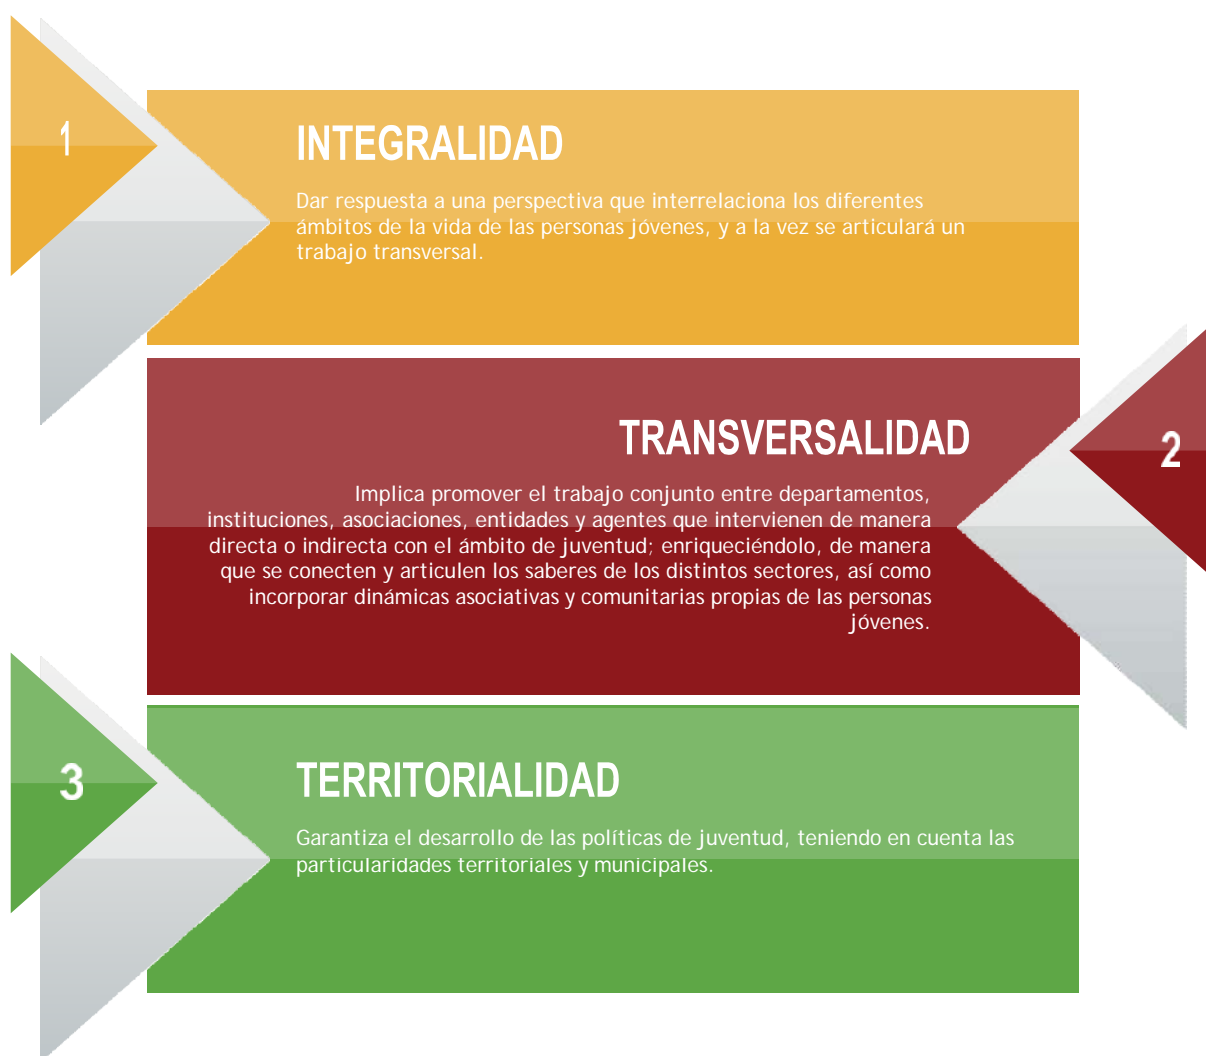 1
INTEGRALIDAD
Dar respuesta a una perspectiva que interrelaciona los diferentes
ámbitos de la vida de las personas jóvenes, y a la vez se articulará un
trabajo transversal.
2
TRANSVERSALIDAD
Implica promover el trabajo conjunto entre departamentos,
instituciones, asociaciones, entidades y agentes que intervienen de manera
directa o indirecta con el ámbito de juventud; enriqueciéndolo, de manera
que se conecten y articulen los saberes de los distintos sectores, así como
incorporar dinámicas asociativas y comunitarias propias de las personas
jóvenes.
3
TERRITORIALIDAD
Garantiza el desarrollo de las políticas de juventud, teniendo en cuenta las
particularidades territoriales y municipales.